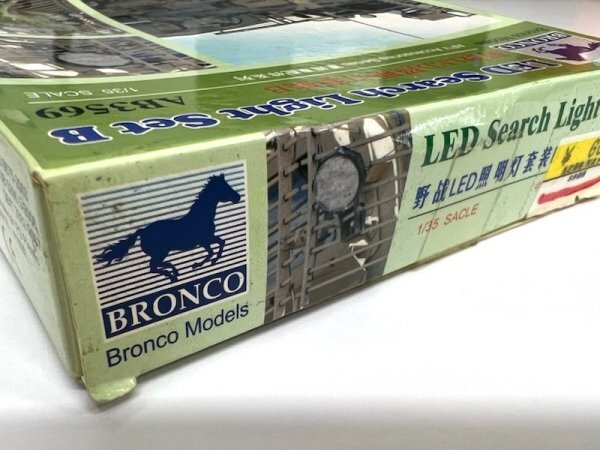 1/35 SCALE
AB3569
LED Search Light Set B
BRONCO
BRONCO
Bronco Models
LED Search Light
野战LED照明灯套装
1/35 SACLE